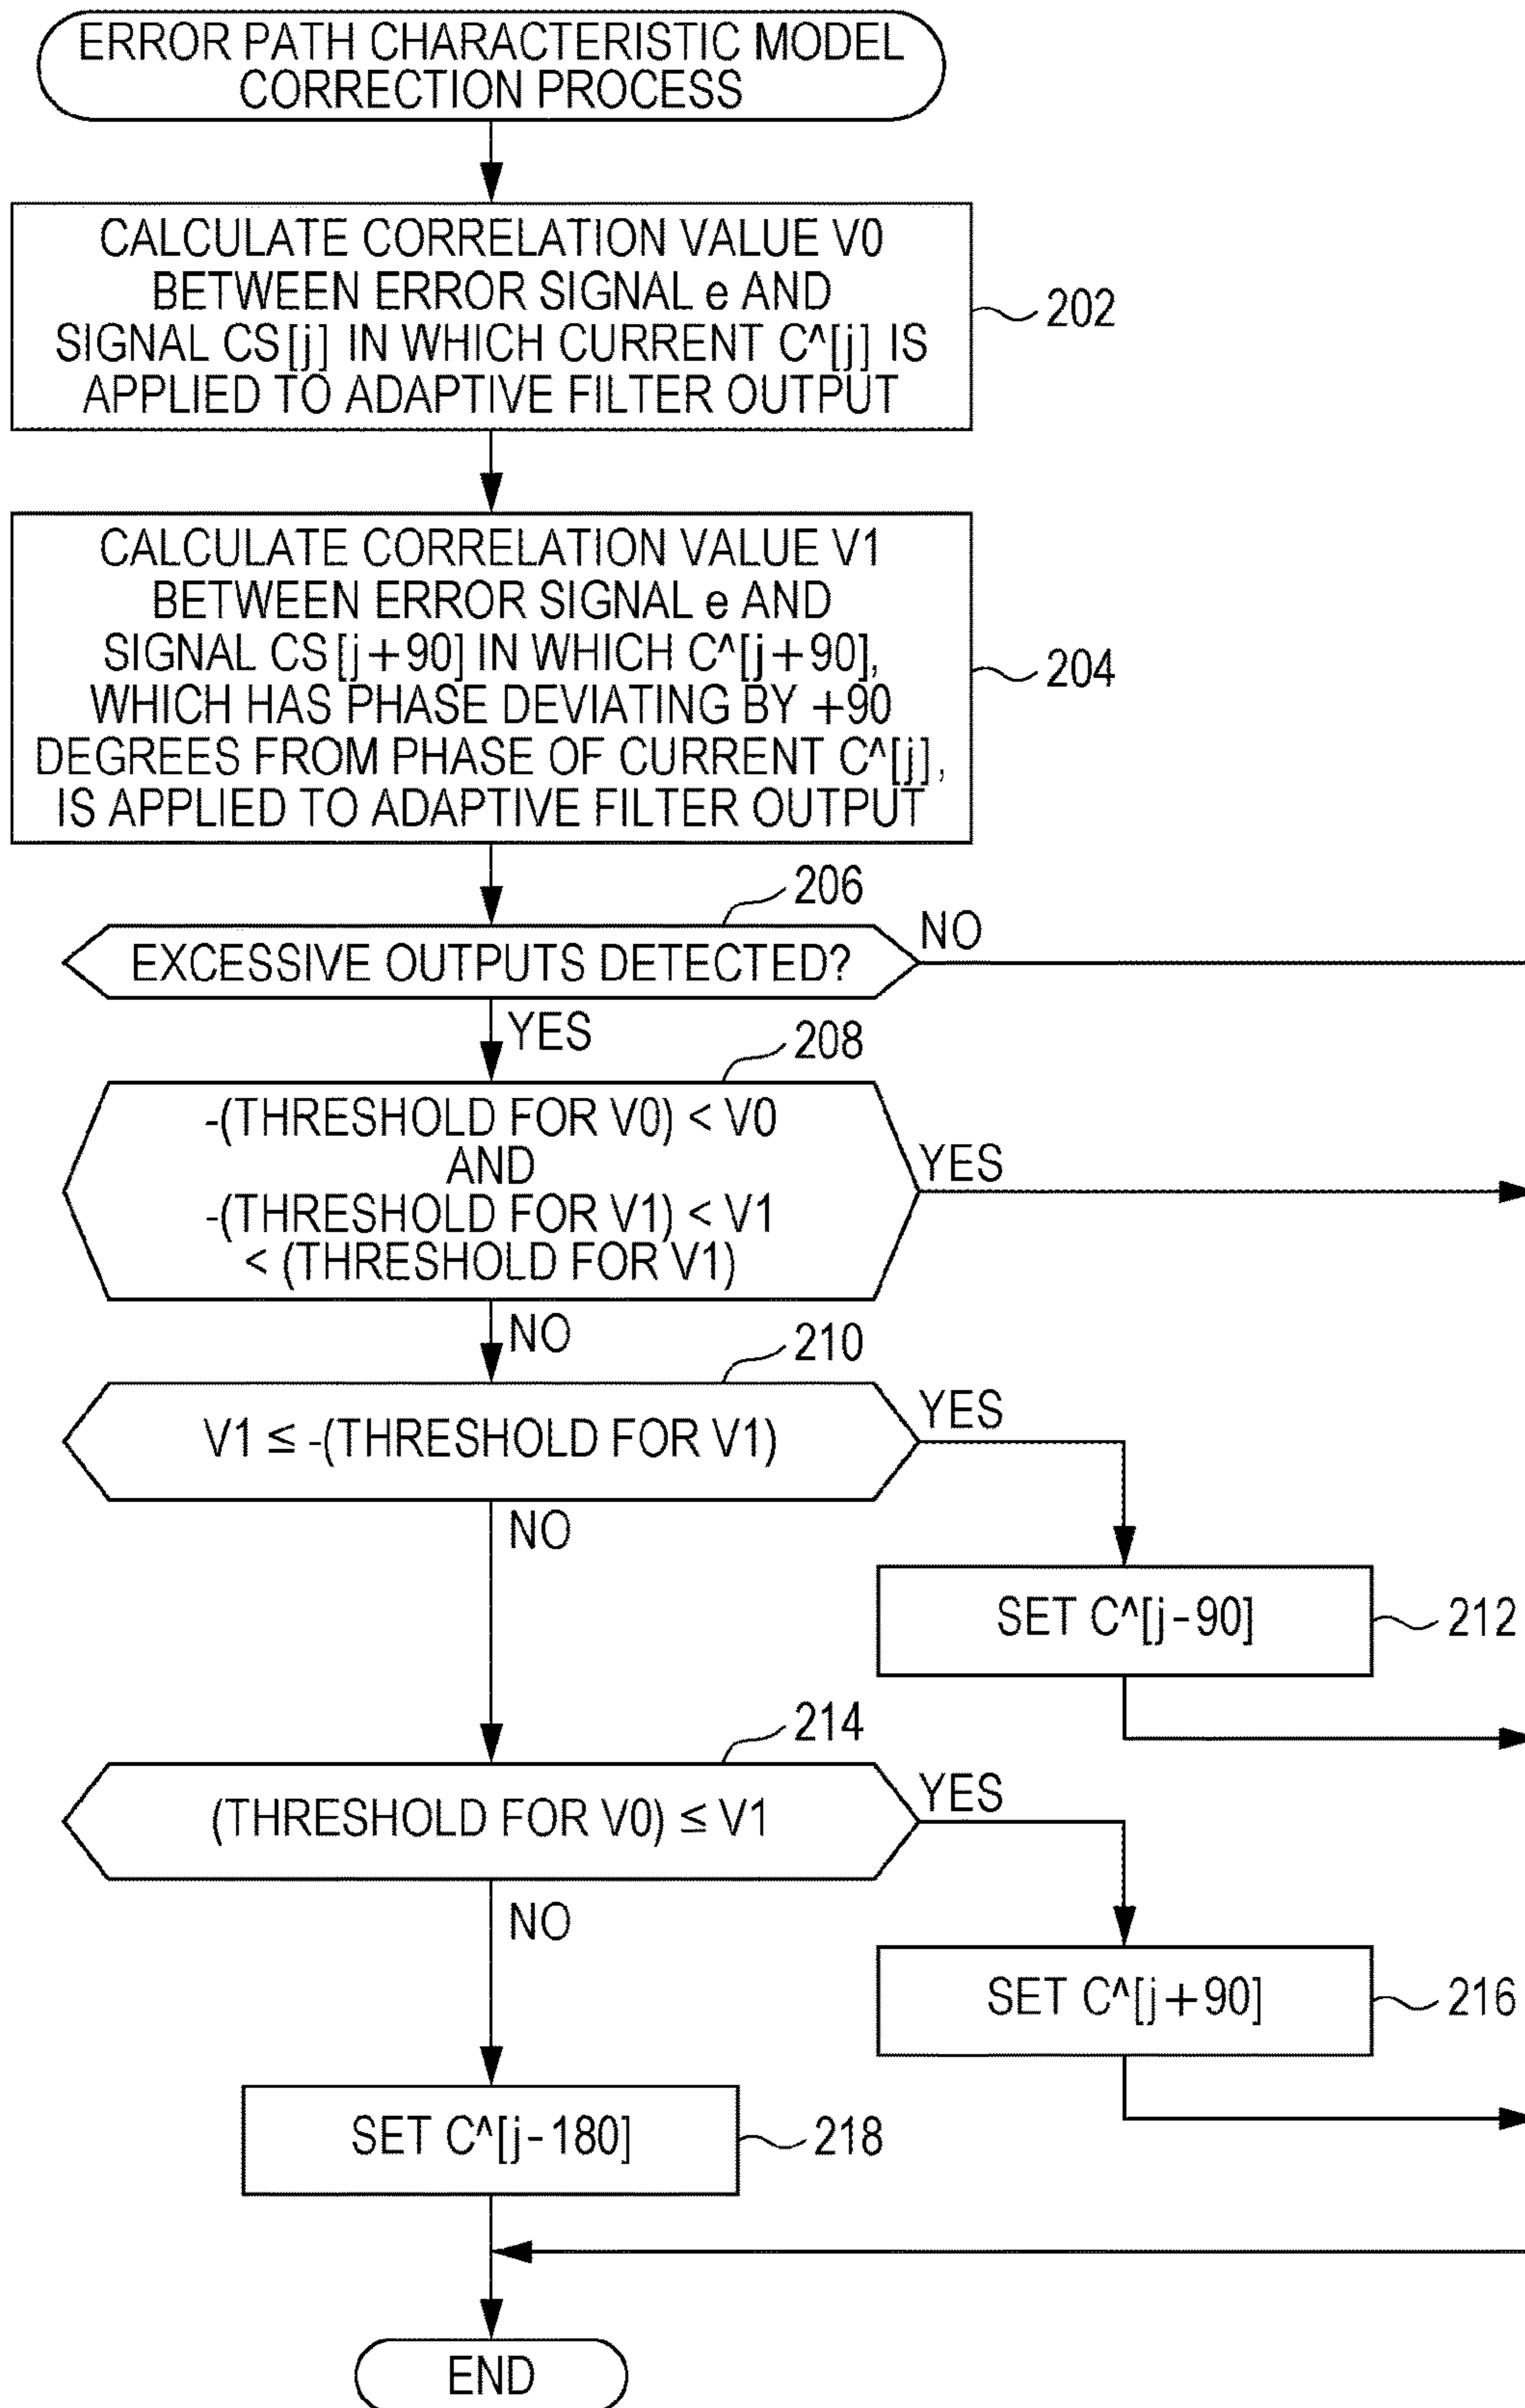 ERROR PATH CHARACTERISTIC MODEL
CORRECTION PROCESS
CALCULATE CORRELATION VALUE V0
BETWEEN ERROR SIGNAL e AND
SIGNAL CS[j] IN WHICH CURRENT C^[j] IS
APPLIED TO ADAPTIVE FILTER OUTPUT
202
CALCULATE CORRELATION VALUE V1
BETWEEN ERROR SIGNAL e AND
SIGNAL CS[j+90] IN WHICH C^[j+90],
WHICH HAS PHASE DEVIATING BY +90
DEGREES FROM PHASE OF CURRENT C^[j],
IS APPLIED TO ADAPTIVE FILTER OUTPUT
204
206
EXCESSIVE OUTPUTS DETECTED?
NO
YES
208
-(THRESHOLD FOR V0) < V0
AND
-(THRESHOLD FOR V1) < V1
< (THRESHOLD FOR V1)
YES
NO
210
V1 ≤ -(THRESHOLD FOR V1)
YES
NO
SET C^[j-90]
212
214
(THRESHOLD FOR V0) ≤ V1
YES
NO
SET C^[j+90]
216
SET C^[j-180]
218
END